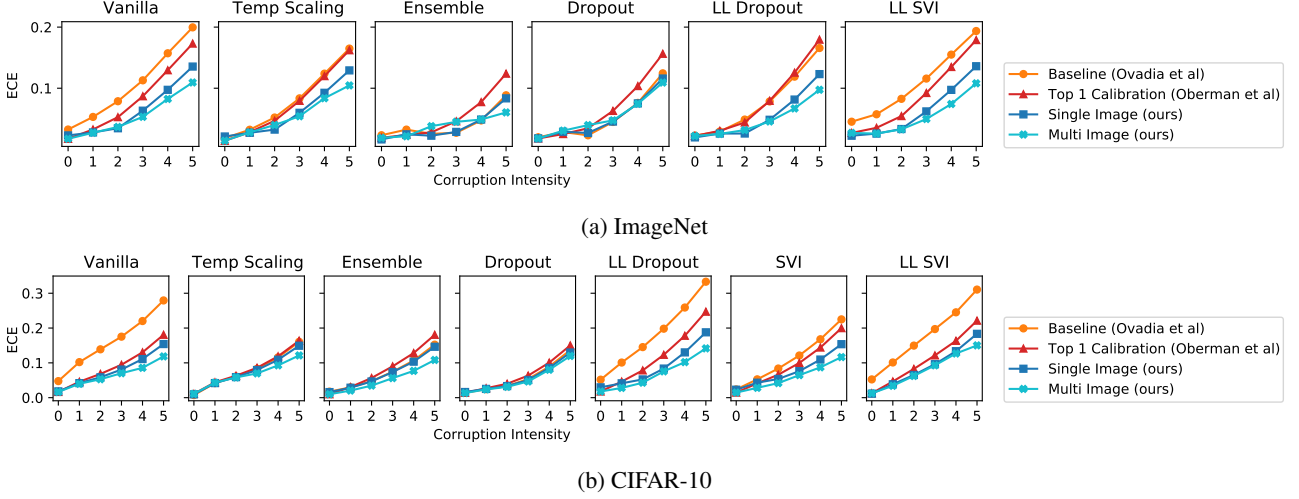 Vanilla Temp Scaling Ensemble Dropout LL Dropout LL SVI
0.2
0.1
ECE
0 1 2 3 4 5 0 1 2 3 4 5 0 1 2 3 4 5 0 1 2 3 4 5 0 1 2 3 4 5 0 1 2 3 4 5
Corruption Intensity
Baseline (Ovadia et al)
Top 1 Calibration (Oberman et al)
Single Image (ours)
Multi Image (ours)
(a) ImageNet
Vanilla Temp Scaling Ensemble Dropout LL Dropout SVI LL SVI
0.3
0.2
0.1
0.0
ECE
0 1 2 3 4 5 0 1 2 3 4 5 0 1 2 3 4 5 0 1 2 3 4 5 0 1 2 3 4 5 0 1 2 3 4 5 0 1 2 3 4 5
Corruption Intensity
Baseline (Ovadia et al)
Top 1 Calibration (Oberman et al)
Single Image (ours)
Multi Image (ours)
(b) CIFAR-10